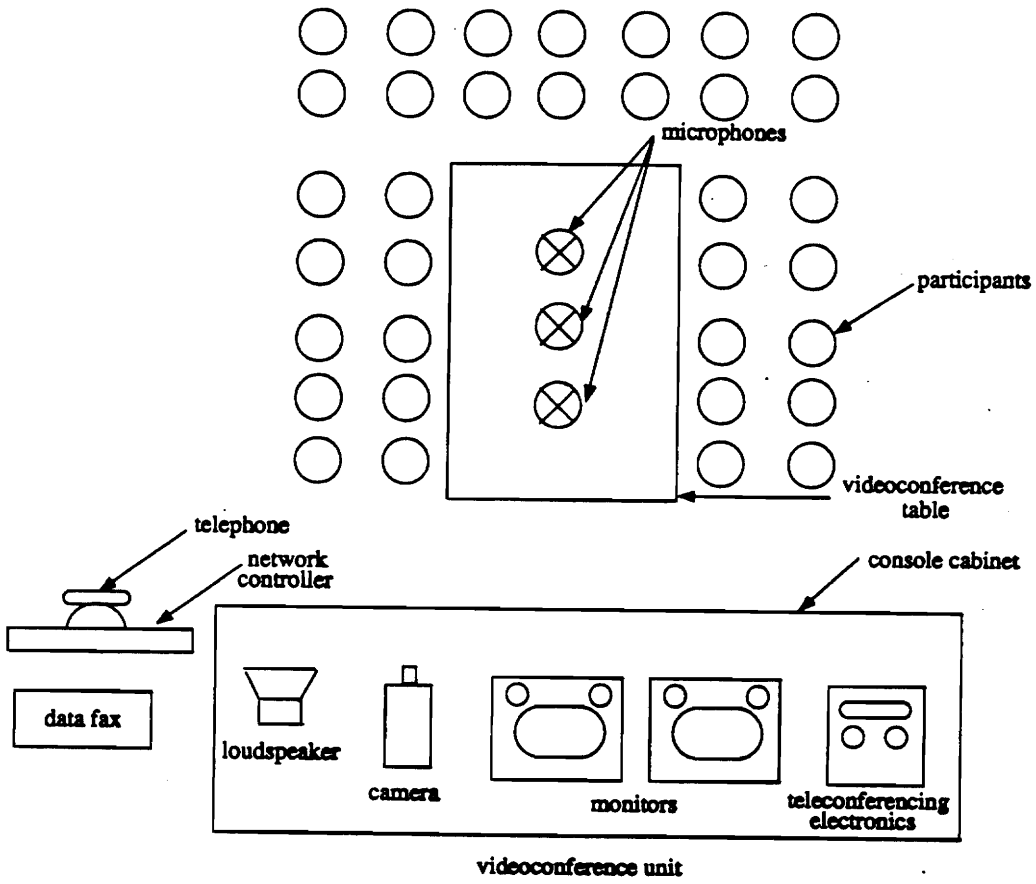 microphones
participants
videoconference
table
telephone
network
controller
console cabinet
data fax
loudspeaker
camera
monitors
teleconferencing
electronics
videoconference unit